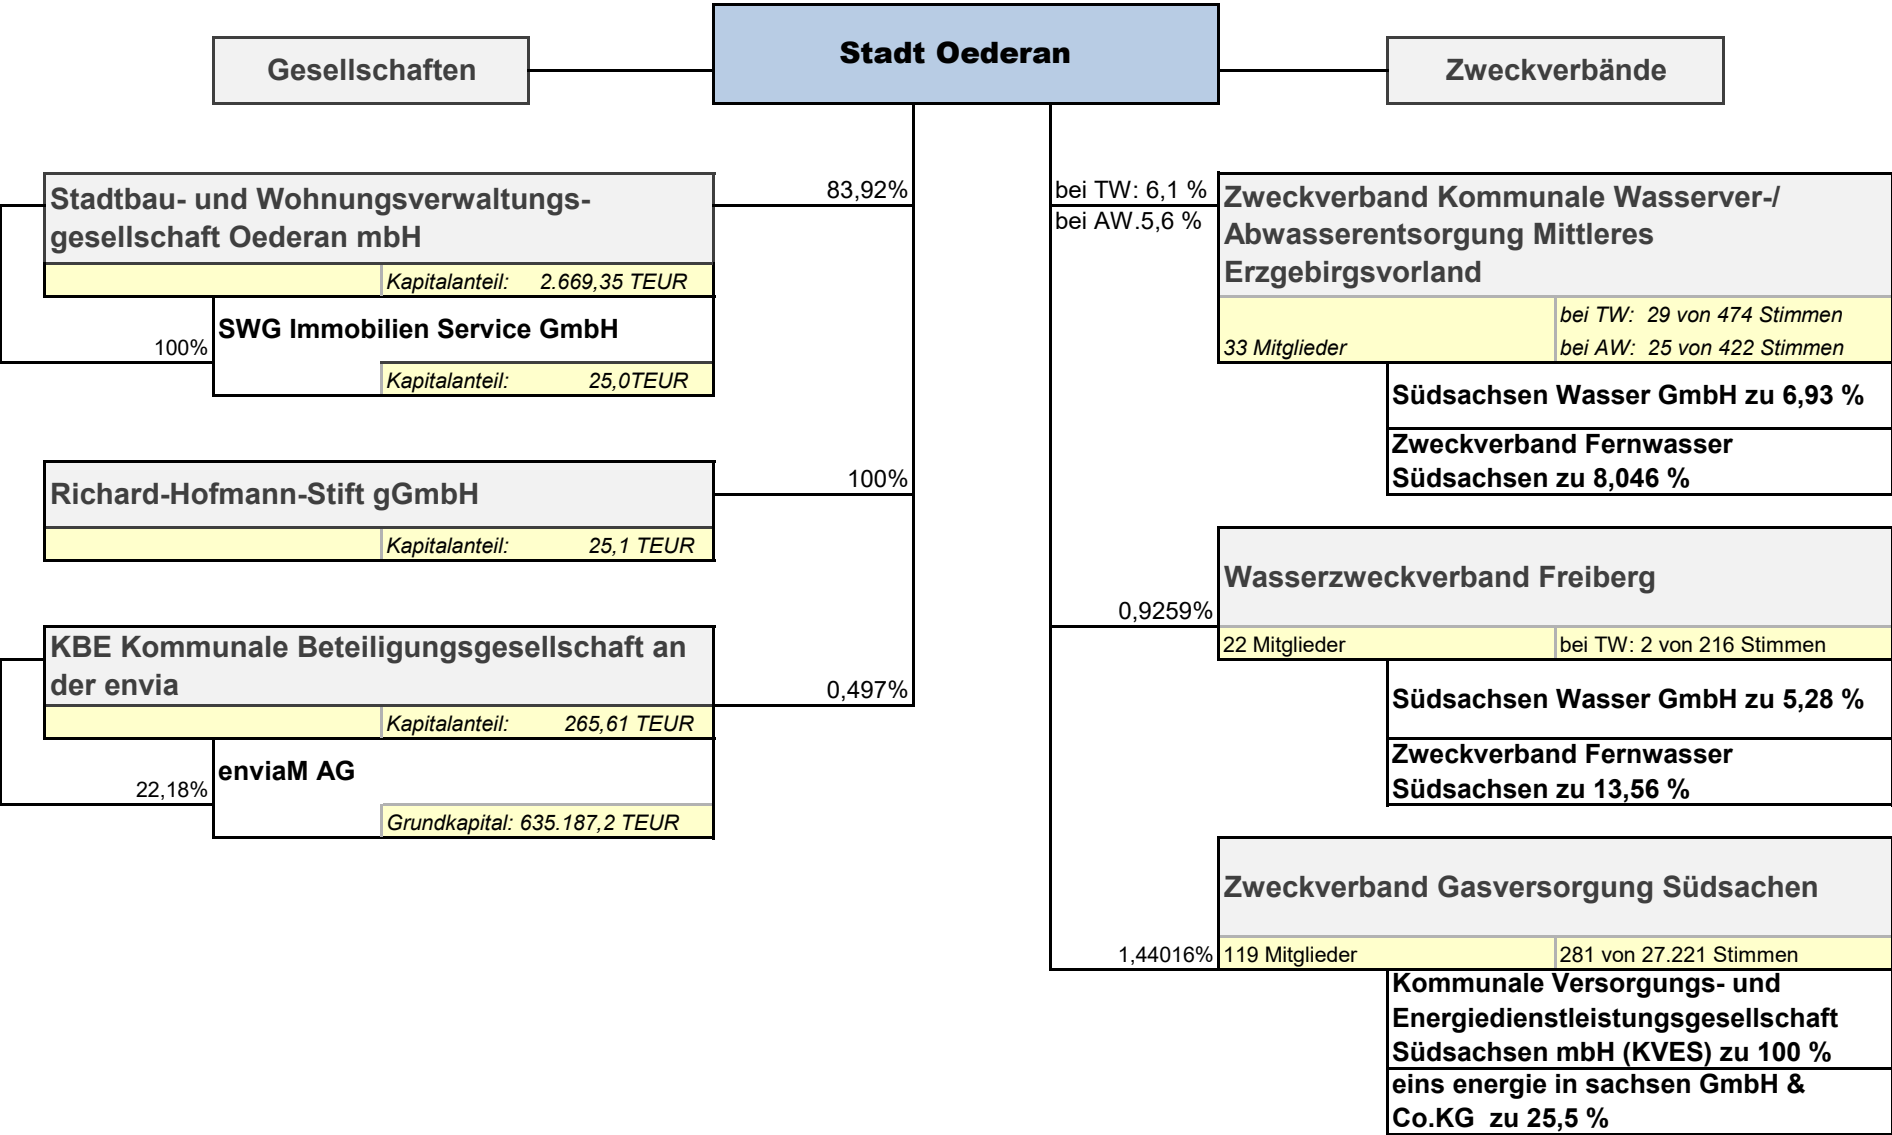 Stadt Oederan
Gesellschaften
Zweckverbände
Stadtbau- und Wohnungsverwaltungs-
gesellschaft Oederan mbH
83,92%
Kapitalanteil: 2.669,35 TEUR
SWG Immobilien Service GmbH
100%
Kapitalanteil: 25,0TEUR
Richard-Hofmann-Stift gGmbH
100%
Kapitalanteil: 25,1 TEUR
KBE Kommunale Beteiligungsgesellschaft an
der envia
0,497%
Kapitalanteil: 265,61 TEUR
enviaM AG
22,18%
Grundkapital: 635.187,2 TEUR
bei TW: 6,1 %
bei AW.5,6 %
Zweckverband Kommunale Wasserver-/
Abwasserentsorgung Mittleres
Erzgebirgsvorland
bei TW: 29 von 474 Stimmen
33 Mitglieder
bei AW: 25 von 422 Stimmen
Südsachsen Wasser GmbH zu 6,93 %
Zweckverband Fernwasser
Südsachsen zu 8,046 %
Wasserzweckverband Freiberg
0,9259%
22 Mitglieder
bei TW: 2 von 216 Stimmen
Südsachsen Wasser GmbH zu 5,28 %
Zweckverband Fernwasser
Südsachsen zu 13,56 %
Zweckverband Gasversorgung Südsachen
1,44016%
119 Mitglieder
281 von 27.221 Stimmen
Kommunale Versorgungs- und
Energiedienstleistungsgesellschaft
Südsachsen mbH (KVES) zu 100 %
eins energie in sachsen GmbH &
Co.KG zu 25,5 %